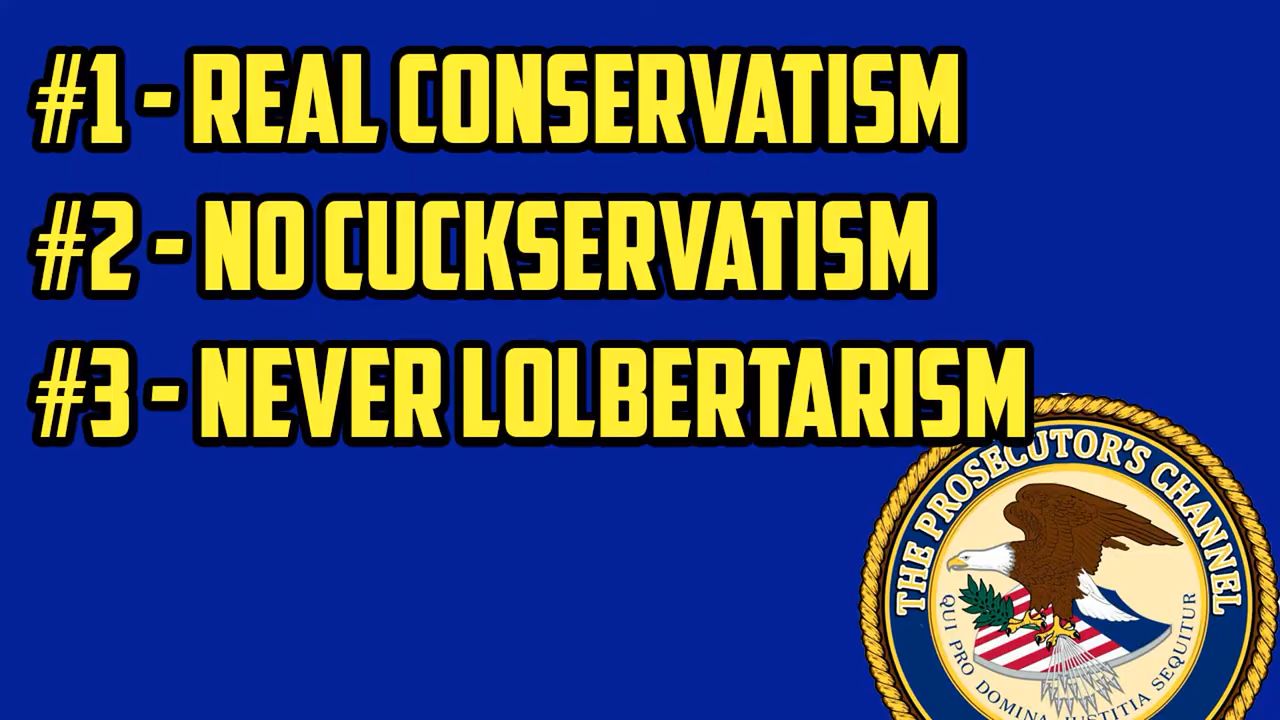 #1 - REAL CONSERVATISM
#2 - NO CUCKSERVATISM
#3 - NEVER LOLBERTARISM
THE PROSECUTOR'S CHANNEL
QUI PRO DOMINA JUSTITIA SEQUITUR